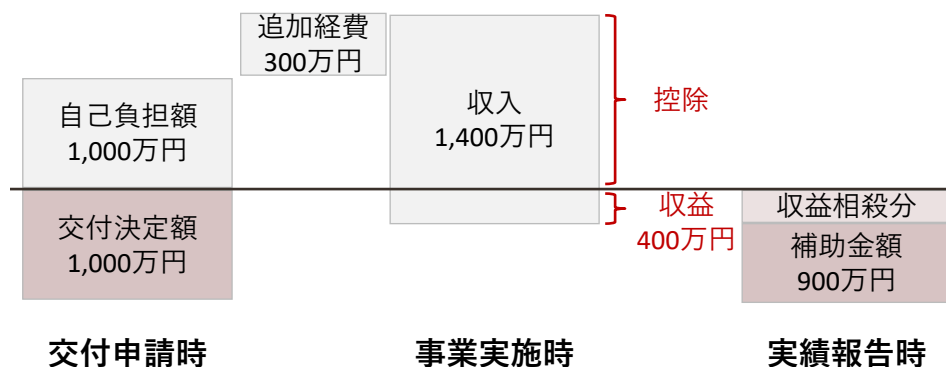 追加経費
300万円
自己負担額
1,000万円
収入
1,400万円
控除
交付決定額
1,000万円
収益
400万円
収益相殺分
補助金額
900万円
交付申請時
事業実施時
実績報告時